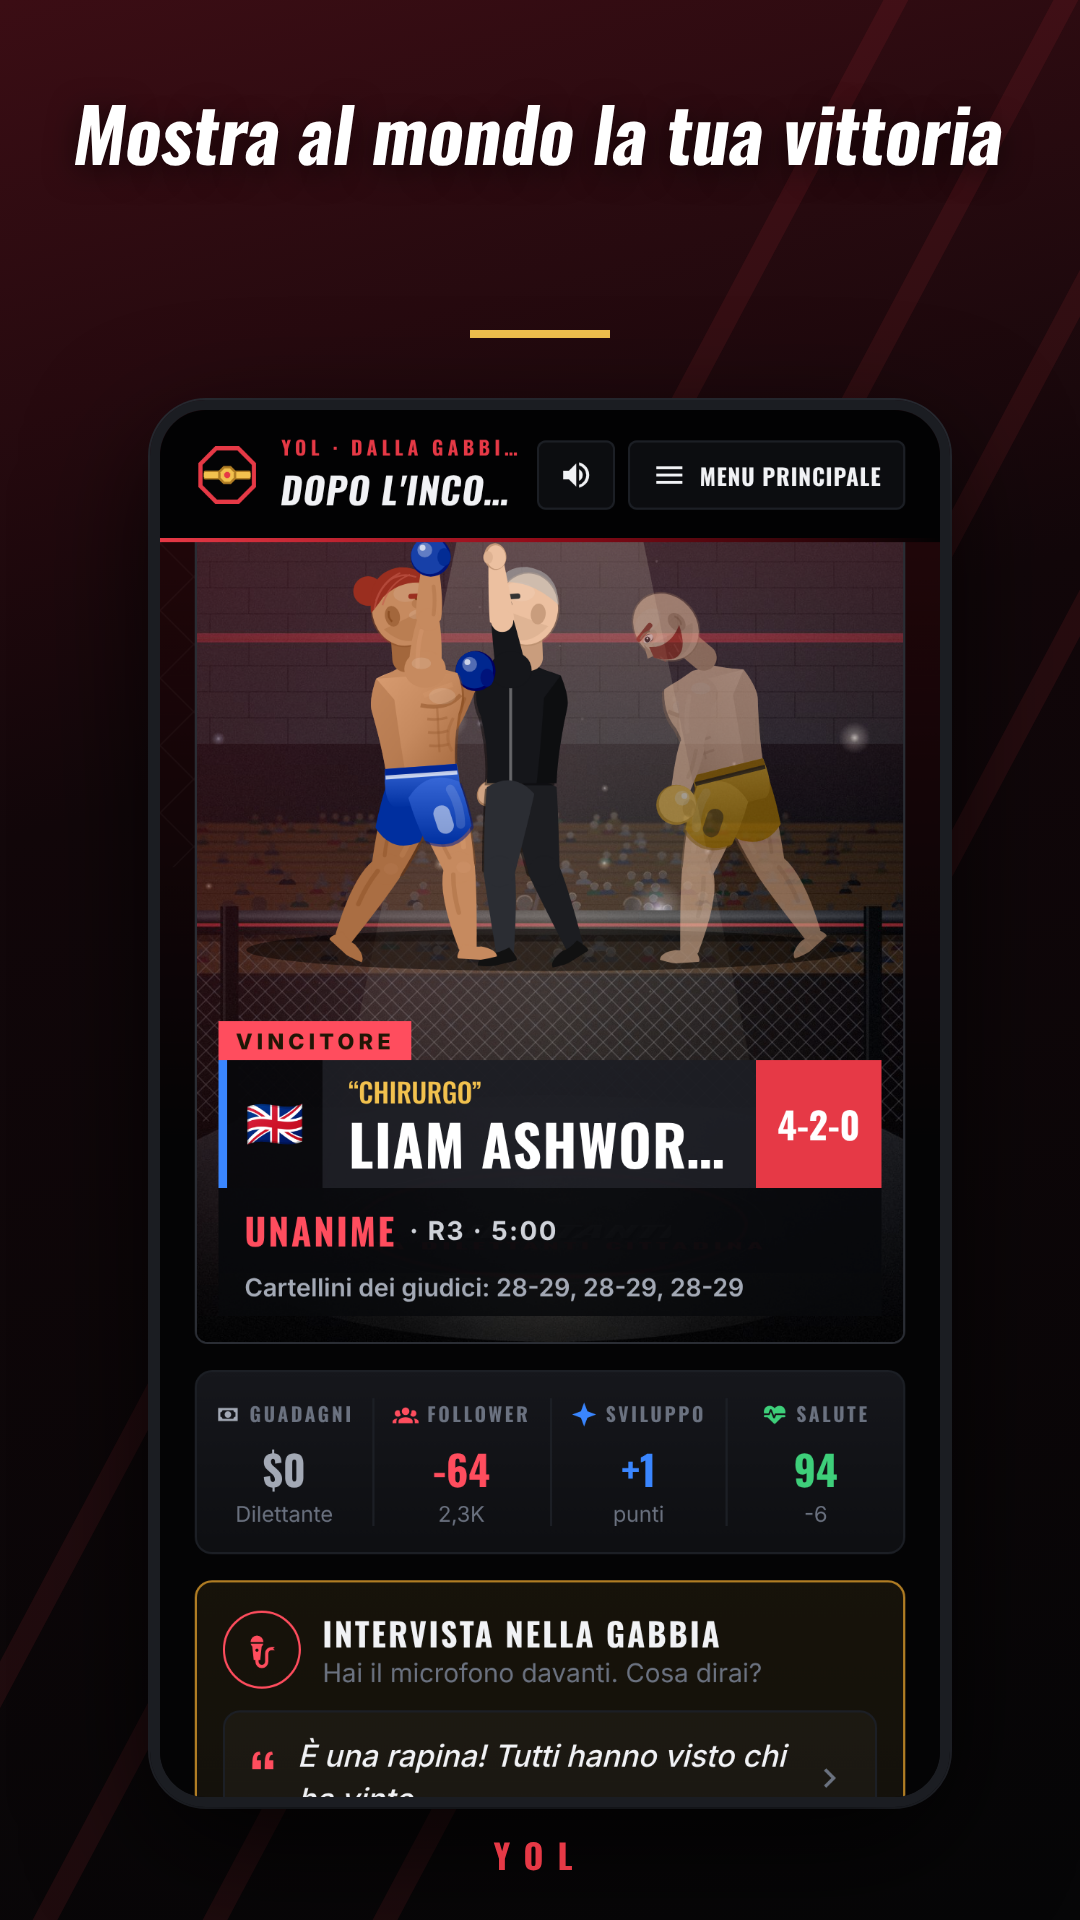 Mostra al mondo la tua vittoria
YOL · DALLA GABBI...
DOPO L'INCO...
MENU PRINCIPALE
VINCITORE
“CHIRURGO”
LIAM ASHWOR...
4-2-0
UNANIME · R3 · 5:00
Cartellini dei giudici: 28-29, 28-29, 28-29
GUADAGNI
$0
Dilettante
FOLLOWER
-64
2,3K
SVILUPPO
+1
punti
SALUTE
94
-6
INTERVISTA NELLA GABBIA
Hai il microfono davanti. Cosa dirai?
“ È una rapina! Tutti hanno visto chi
ha vinto
YOL